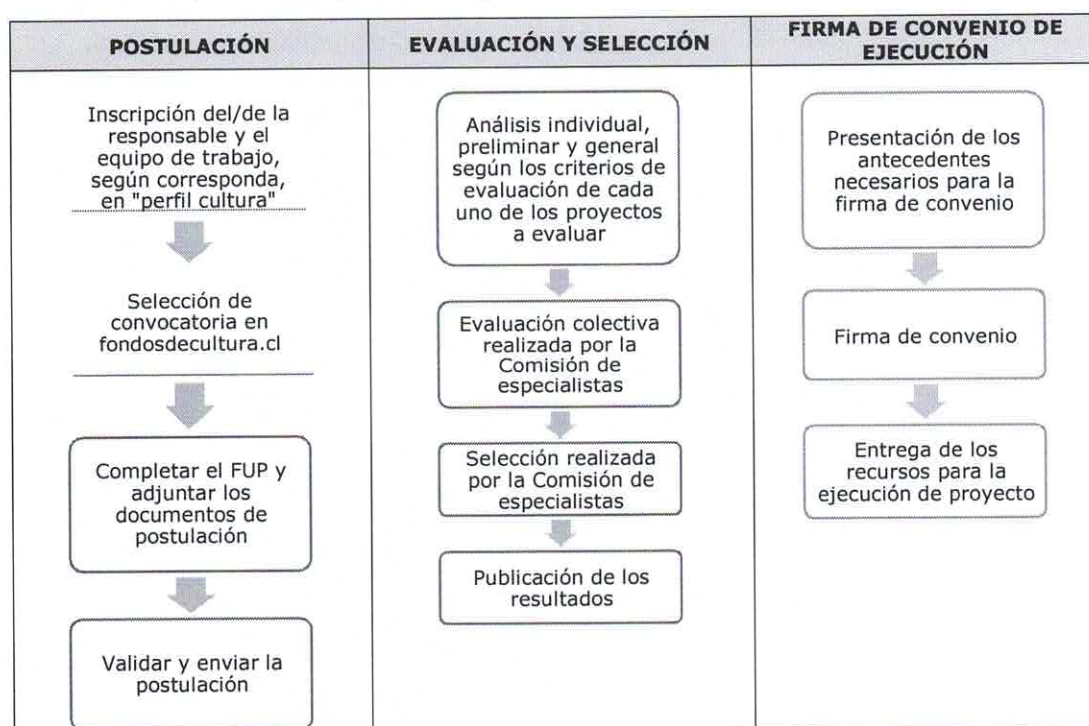 POSTULACIÓN
Inscripción del/de la
responsable y el
equipo de trabajo,
según corresponda,
en "perfil cultura"
Selección de
convocatoria en
fondosdecultura.cl
Completar el FUP y
adjuntar los
documentos de
postulación
Validar y enviar la
postulación
EVALUACIÓN Y SELECCIÓN
Análisis individual,
preliminar y general
según los criterios de
evaluación de cada
uno de los proyectos
a evaluar
Evaluación colectiva
realizada por la
Comisión de
especialistas
Selección realizada
por la Comisión de
especialistas
Publicación de los
resultados
FIRMA DE CONVENIO DE
EJECUCIÓN
Presentación de los
antecedentes
necesarios para la
firma de convenio
Firma de convenio
Entrega de los
recursos para la
ejecución de proyecto